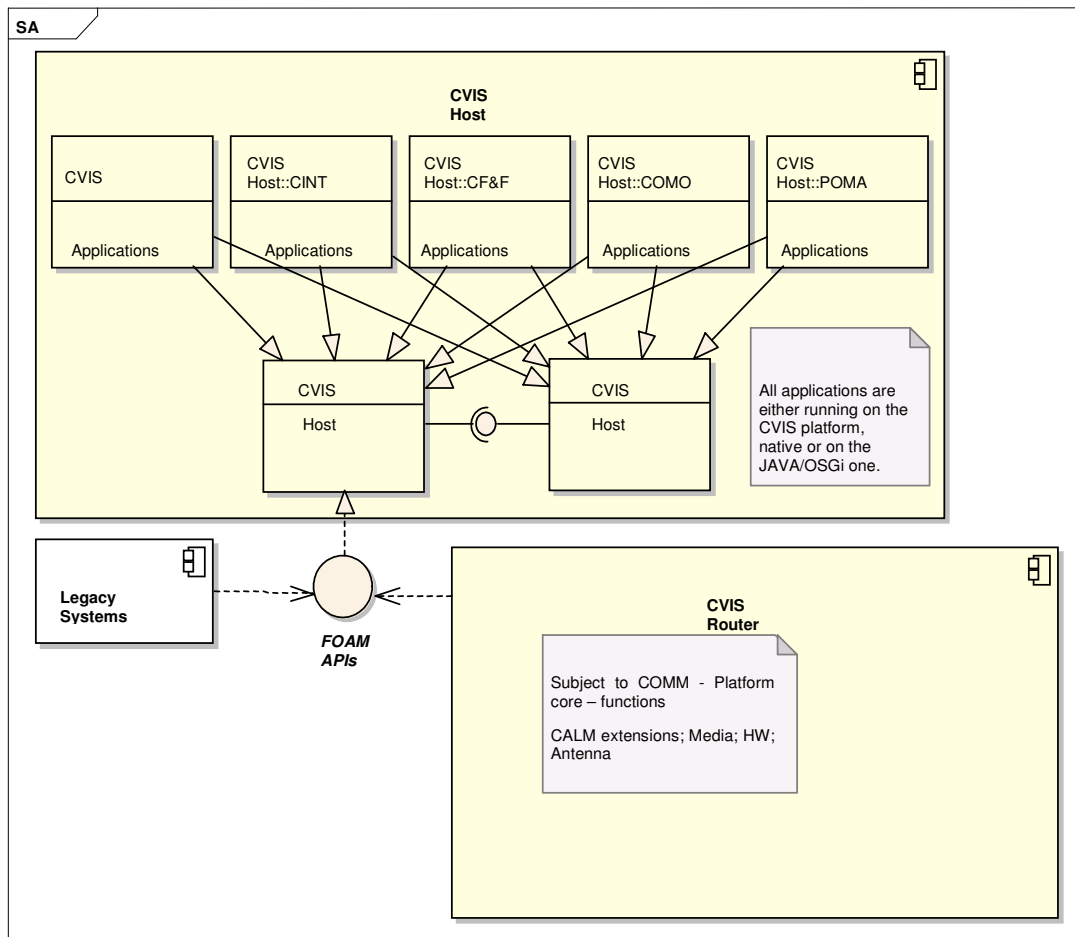 SA
CVIS
Host
CVIS
Applications
CVIS
Host::CINT
Applications
CVIS
Host::CF&F
Applications
CVIS
Host::COMO
Applications
CVIS
Host::POMA
Applications
CVIS
Host
CVIS
Host
All applications are
either running on the
CVIS platform,
native or on the
JAVA/OSGi one.
Legacy
Systems
FOAM
APIs
CVIS
Router
Subject to COMM - Platform
core – functions
CALM extensions; Media; HW;
Antenna